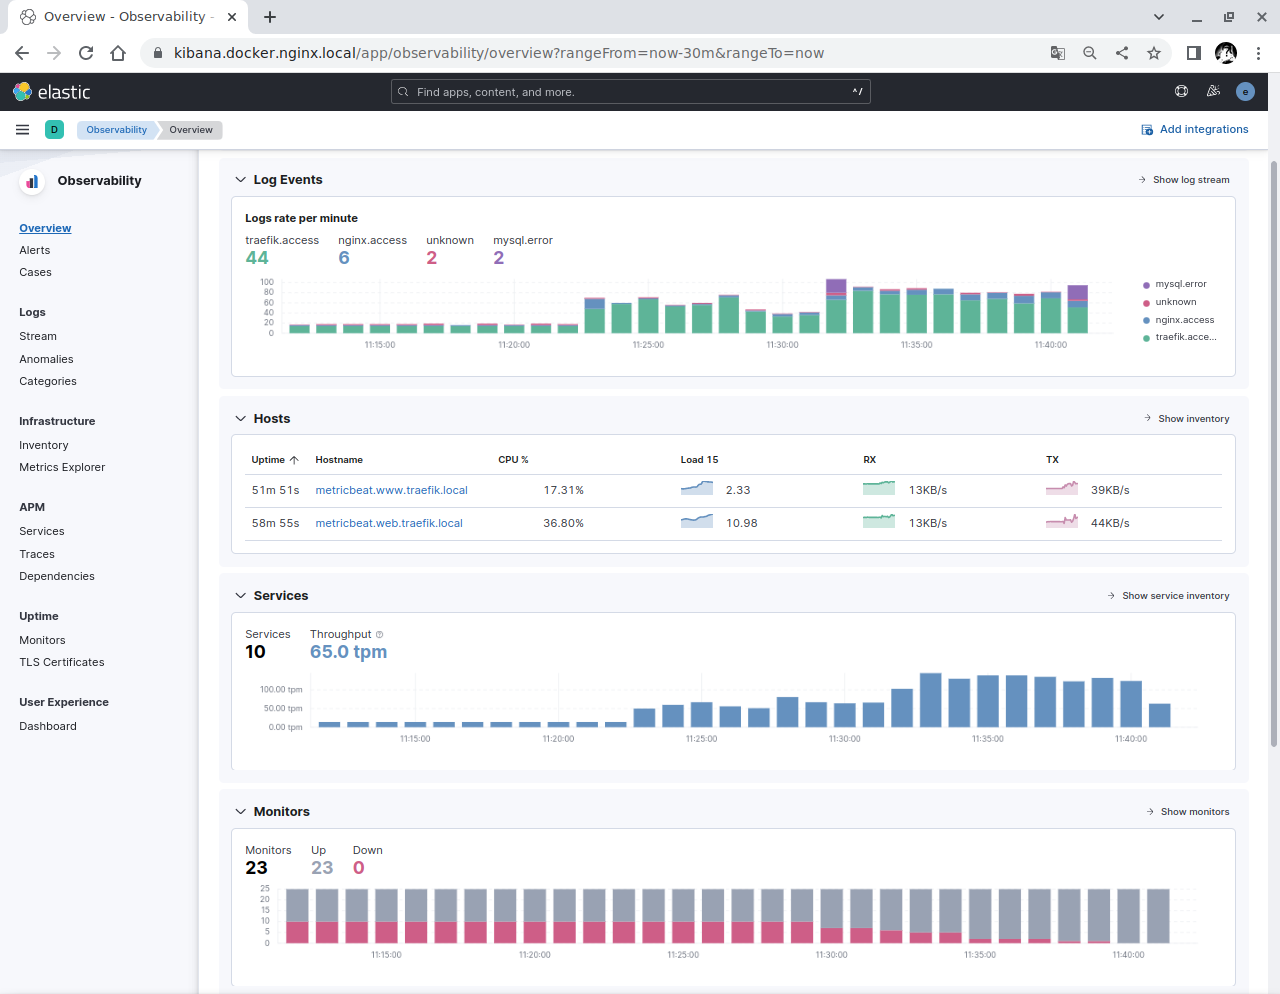 Overview - Observability -
kibana.docker.nginx.local/app/observability/overview?rangeFrom=now-30m&rangeTo=now
elastic
Find apps, content, and more.
^/
e
D
Observability
Overview
Add integrations
Observability
Overview
Alerts
Cases
Logs
Stream
Anomalies
Categories
Infrastructure
Inventory
Metrics Explorer
APM
Services
Traces
Dependencies
Uptime
Monitors
TLS Certificates
User Experience
Dashboard
Log Events
Show log stream
Logs rate per minute
traefik.access nginx.access unknown mysql.error
44 6 2 2
100
80
60
40
20
0
11:15:00 11:20:00 11:25:00 11:30:00 11:35:00 11:40:00
mysql.error
unknown
nginx.access
traefik.acce...
Hosts
Show inventory
Uptime Hostname CPU % Load 15 RX TX
51m 51s metricbeat.www.traefik.local 17.31% 2.33 13KB/s 39KB/s
58m 55s metricbeat.web.traefik.local 36.80% 10.98 13KB/s 44KB/s
Services
Show service inventory
Services Throughput
10 65.0 tpm
100.00 tpm
50.00 tpm
0.00 tpm
11:15:00 11:20:00 11:25:00 11:30:00 11:35:00 11:40:00
Monitors
Show monitors
Monitors Up Down
23 23 0
25
20
15
10
5
0
11:15:00 11:20:00 11:25:00 11:30:00 11:35:00 11:40:00